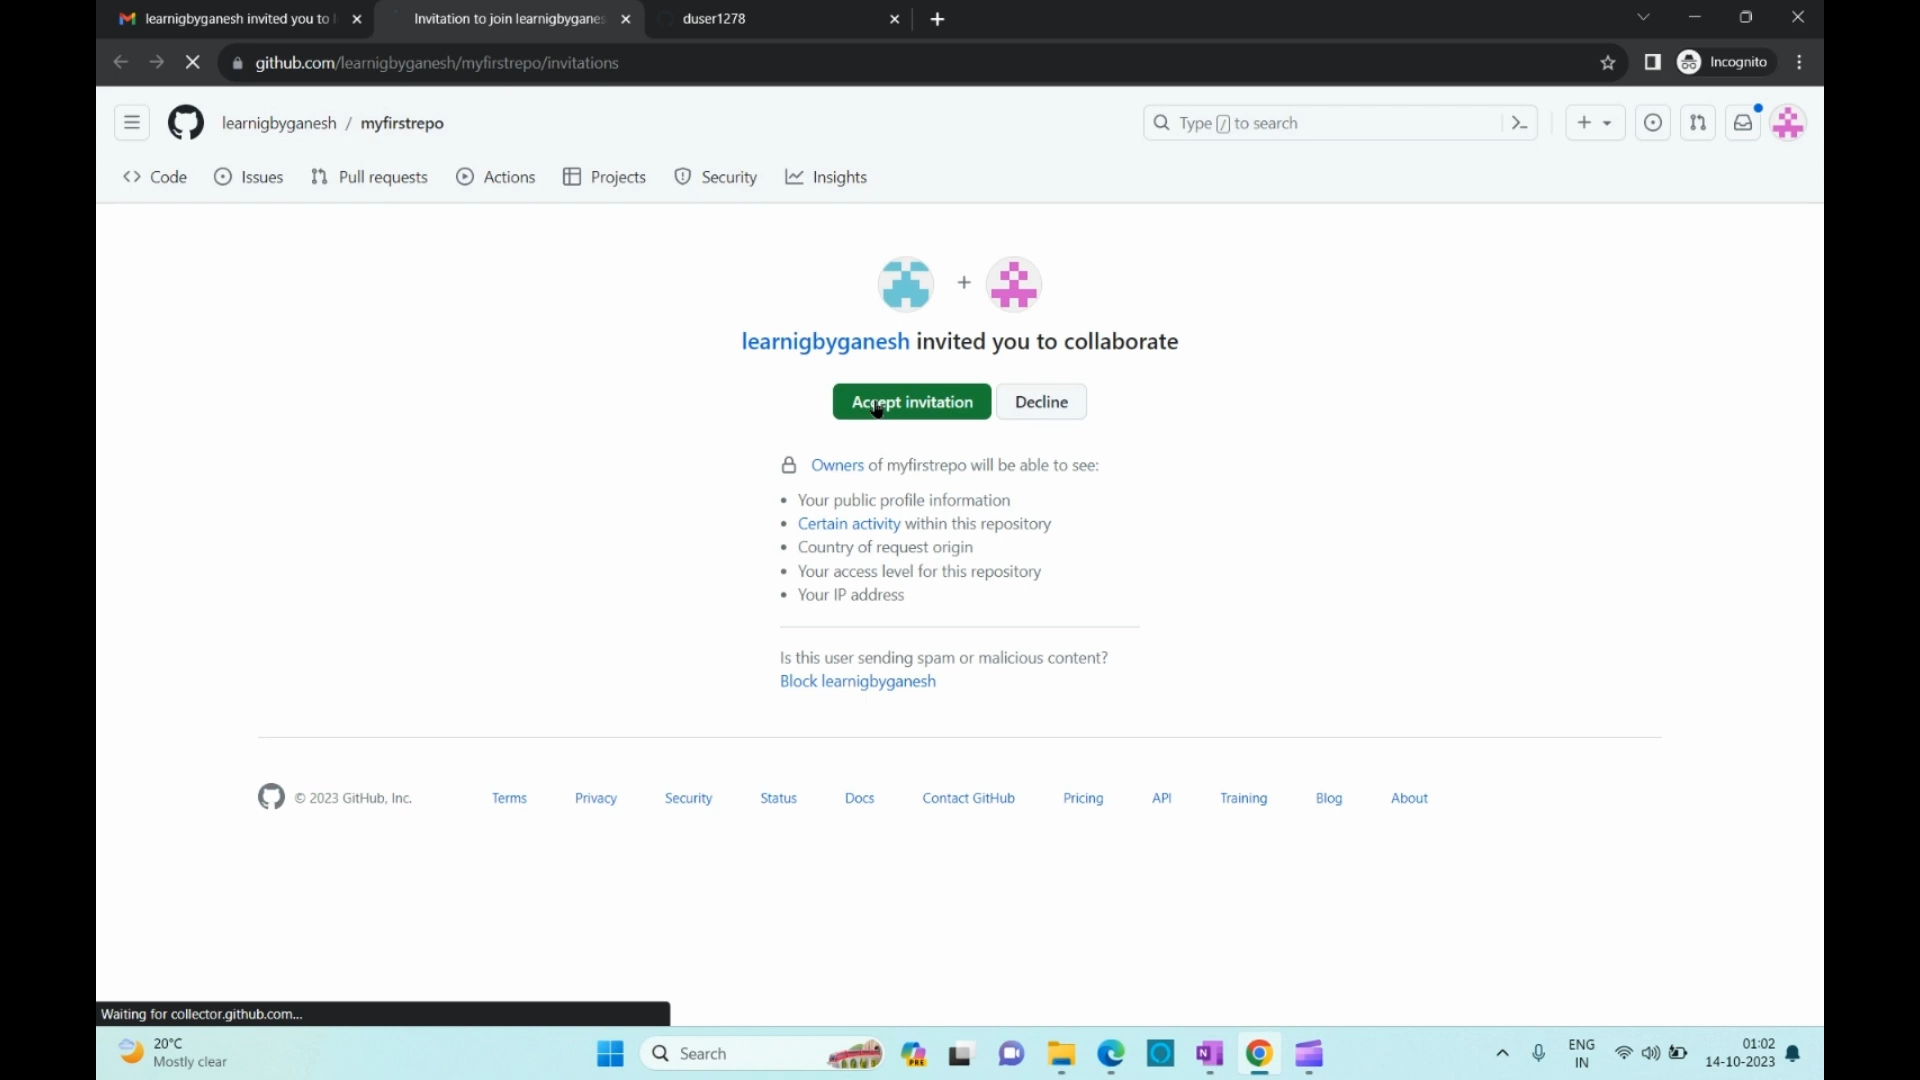 learnigbyganesh invited you to
Invitation to join learnigbyganes
duser1278
github.com/learnigbyganesh/myfirstrepo/invitations
Incognito
learnigbyganesh / myfirstrepo
Type / to search
Code
Issues
Pull requests
Actions
Projects
Security
Insights
+
learnigbyganesh invited you to collaborate
Accept invitation
Decline
Owners of myfirstrepo will be able to see:
• Your public profile information
• Certain activity within this repository
• Country of request origin
• Your access level for this repository
• Your IP address
Is this user sending spam or malicious content?
Block learnigbyganesh
© 2023 GitHub, Inc.
Terms
Privacy
Security
Status
Docs
Contact GitHub
Pricing
API
Training
Blog
About
Waiting for collector.github.com...
20°C
Mostly clear
Search
PRE
ENG
IN
01:02
14-10-2023